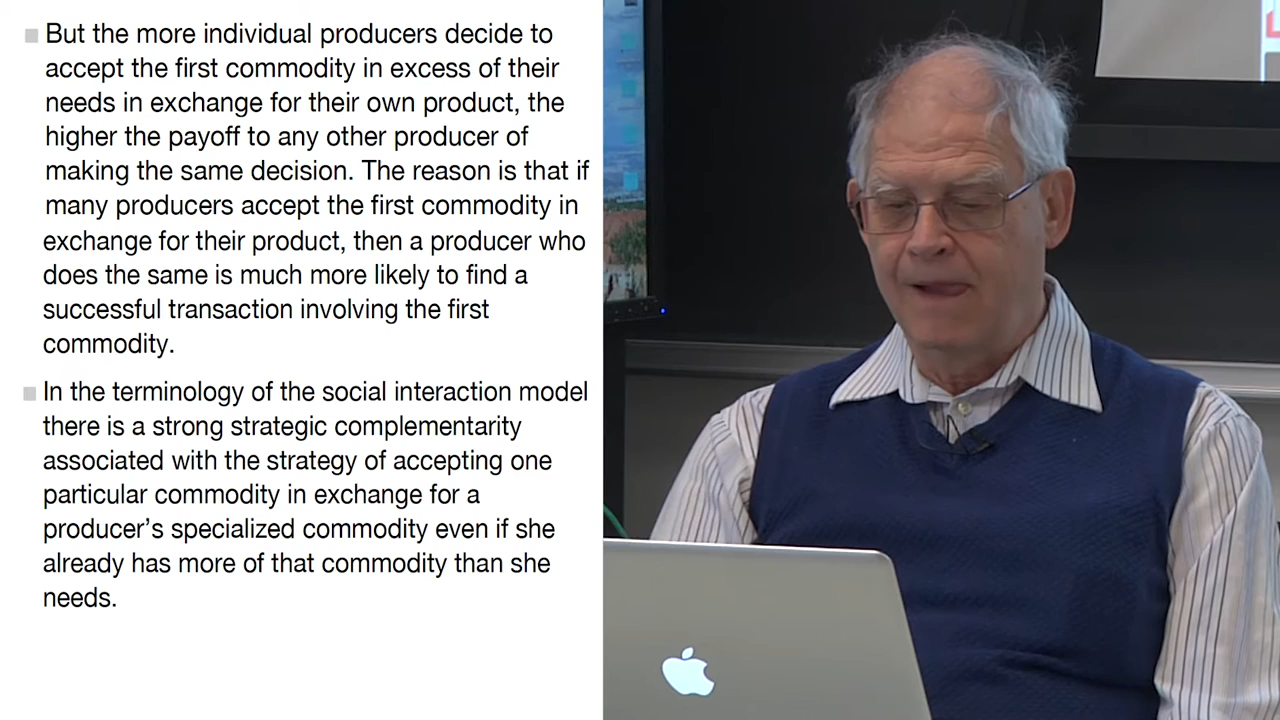 But the more individual producers decide to
accept the first commodity in excess of their
needs in exchange for their own product, the
higher the payoff to any other producer of
making the same decision. The reason is that if
many producers accept the first commodity in
exchange for their product, then a producer who
does the same is much more likely to find a
successful transaction involving the first
commodity.
In the terminology of the social interaction model
there is a strong strategic complementarity
associated with the strategy of accepting one
particular commodity in exchange for a
producer’s specialized commodity even if she
already has more of that commodity than she
needs.